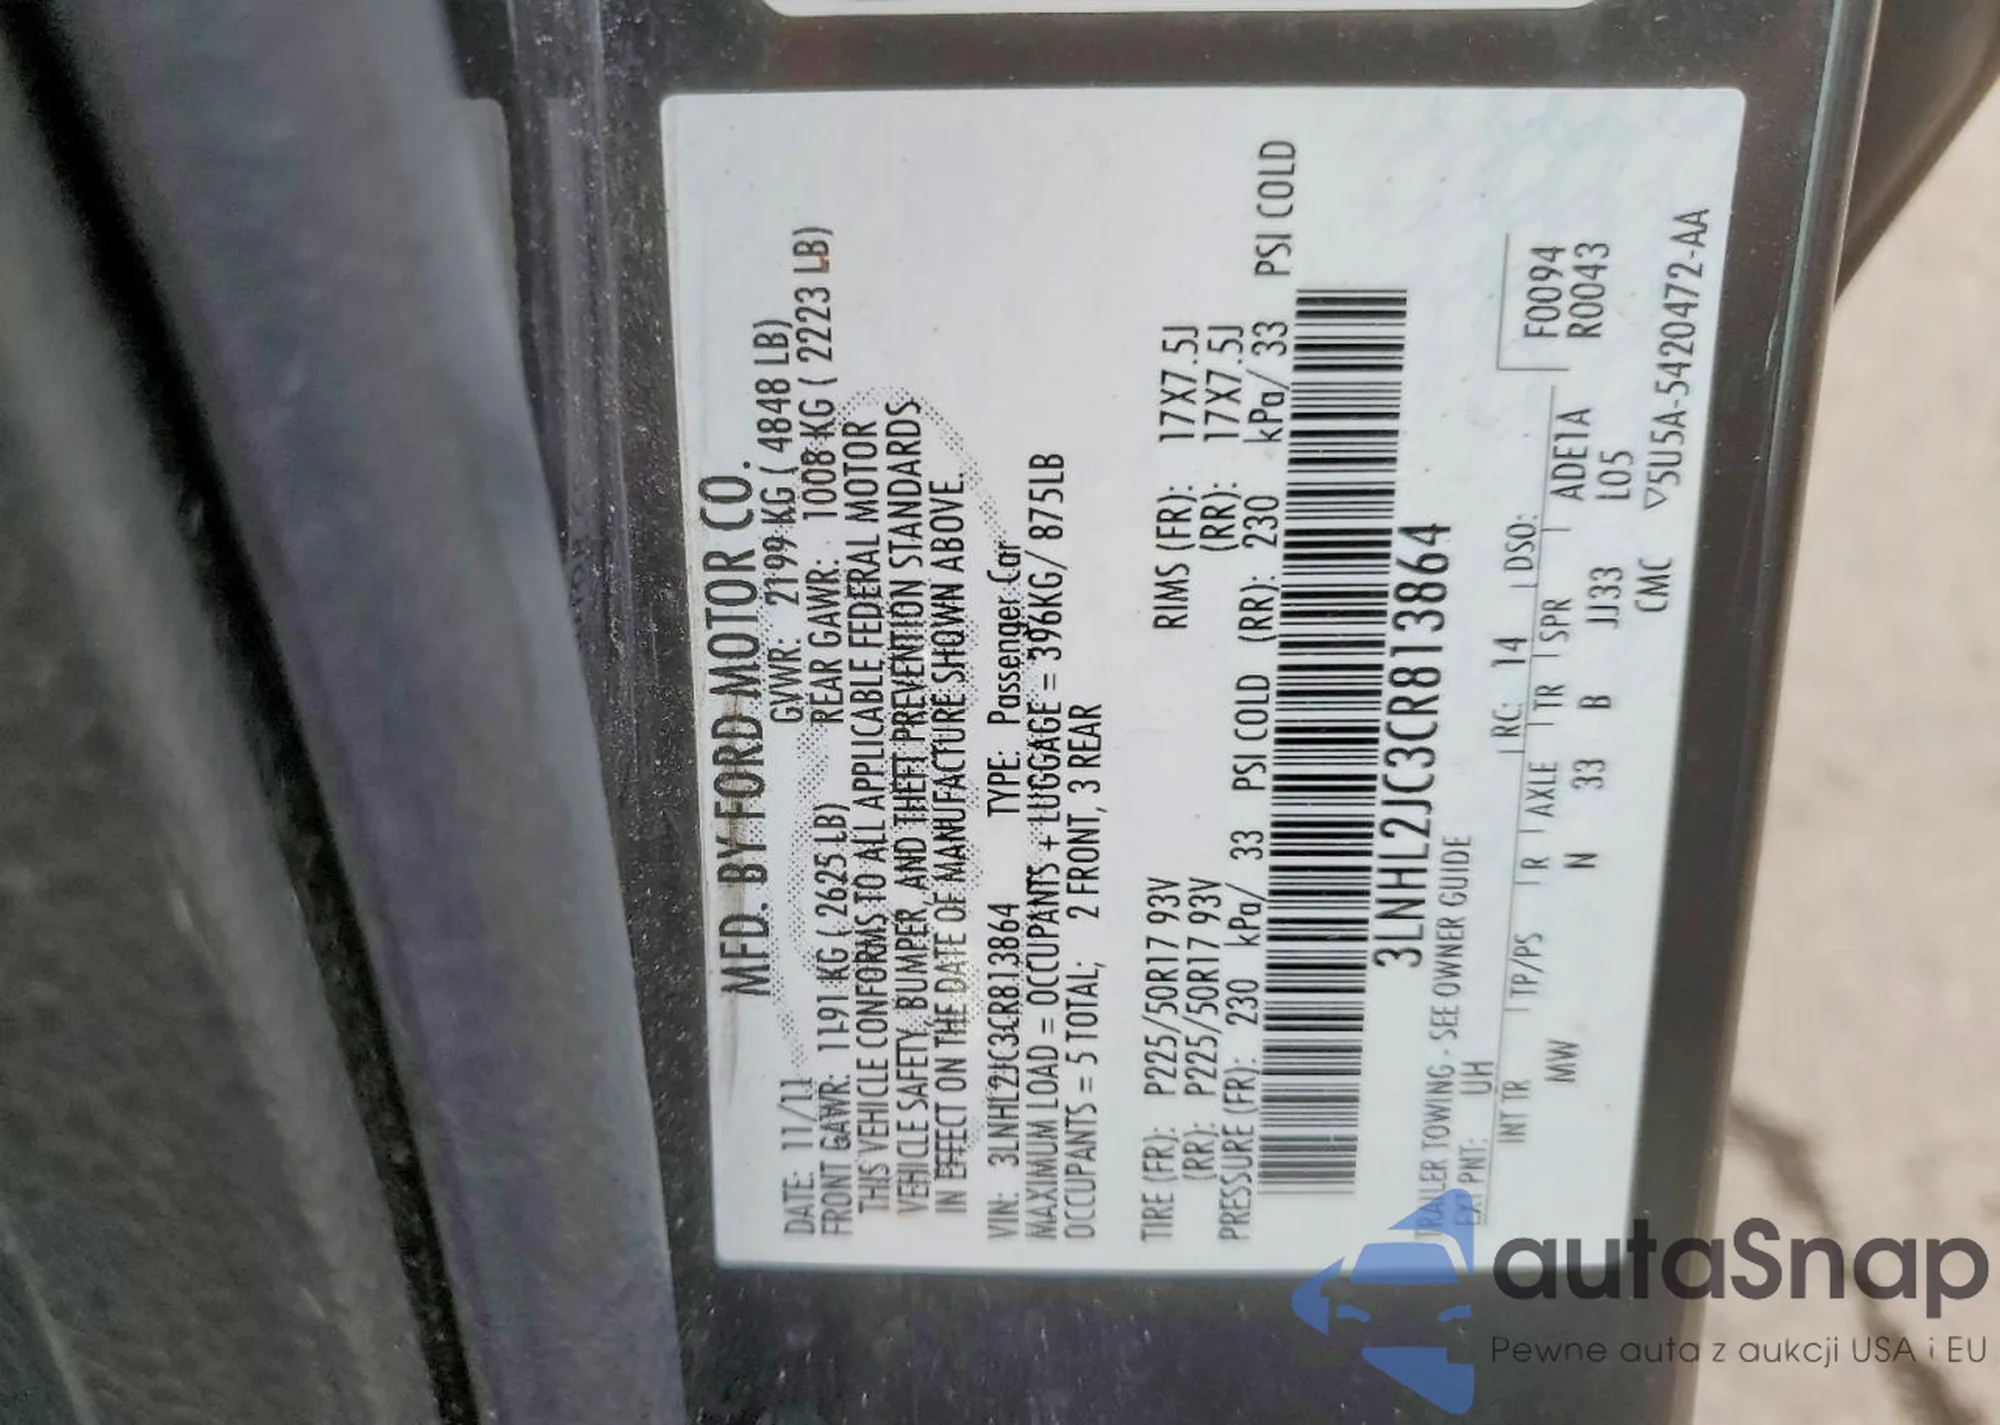 MFD. BY FORD MOTOR CO.
DATE: 11/11 GVWR: 2199 KG ( 4848 LB)
FRONT GAWR: 1191 KG ( 2625 LB) REAR GAWR: 1008 KG ( 2223 LB)
THIS VEHICLE CONFORMS TO ALL APPLICABLE FEDERAL MOTOR
VEHICLE SAFETY, BUMPER, AND THEFT PREVENTION STANDARDS
IN EFFECT ON THE DATE OF MANUFACTURE SHOWN ABOVE.
VIN: 3LNHL2JC3CR813864 TYPE: Passenger Car
MAXIMUM LOAD = OCCUPANTS + LUGGAGE = 396KG/ 875LB
OCCUPANTS = 5 TOTAL; 2 FRONT, 3 REAR
TIRE (FR): P225/50R17 93V RIMS (FR): 17X7.5J
(RR): P225/50R17 93V (RR): 17X7.5J
PRESSURE (FR): 230 kPa/ 33 PSI COLD (RR): 230 kPa/ 33 PSI COLD
3LNHL2JC3CR813864
TRAILER TOWING - SEE OWNER GUIDE
EXT PNT: UH RC: 14 DSO: F0094
INT TR TP/PS R AXLE TR SPR R0043
MW N 33 B JJ33 ADE1A
L05
CMC ▽5U5A-5420472-AA
autaSnap
Pewne auta z aukcji USA i EU